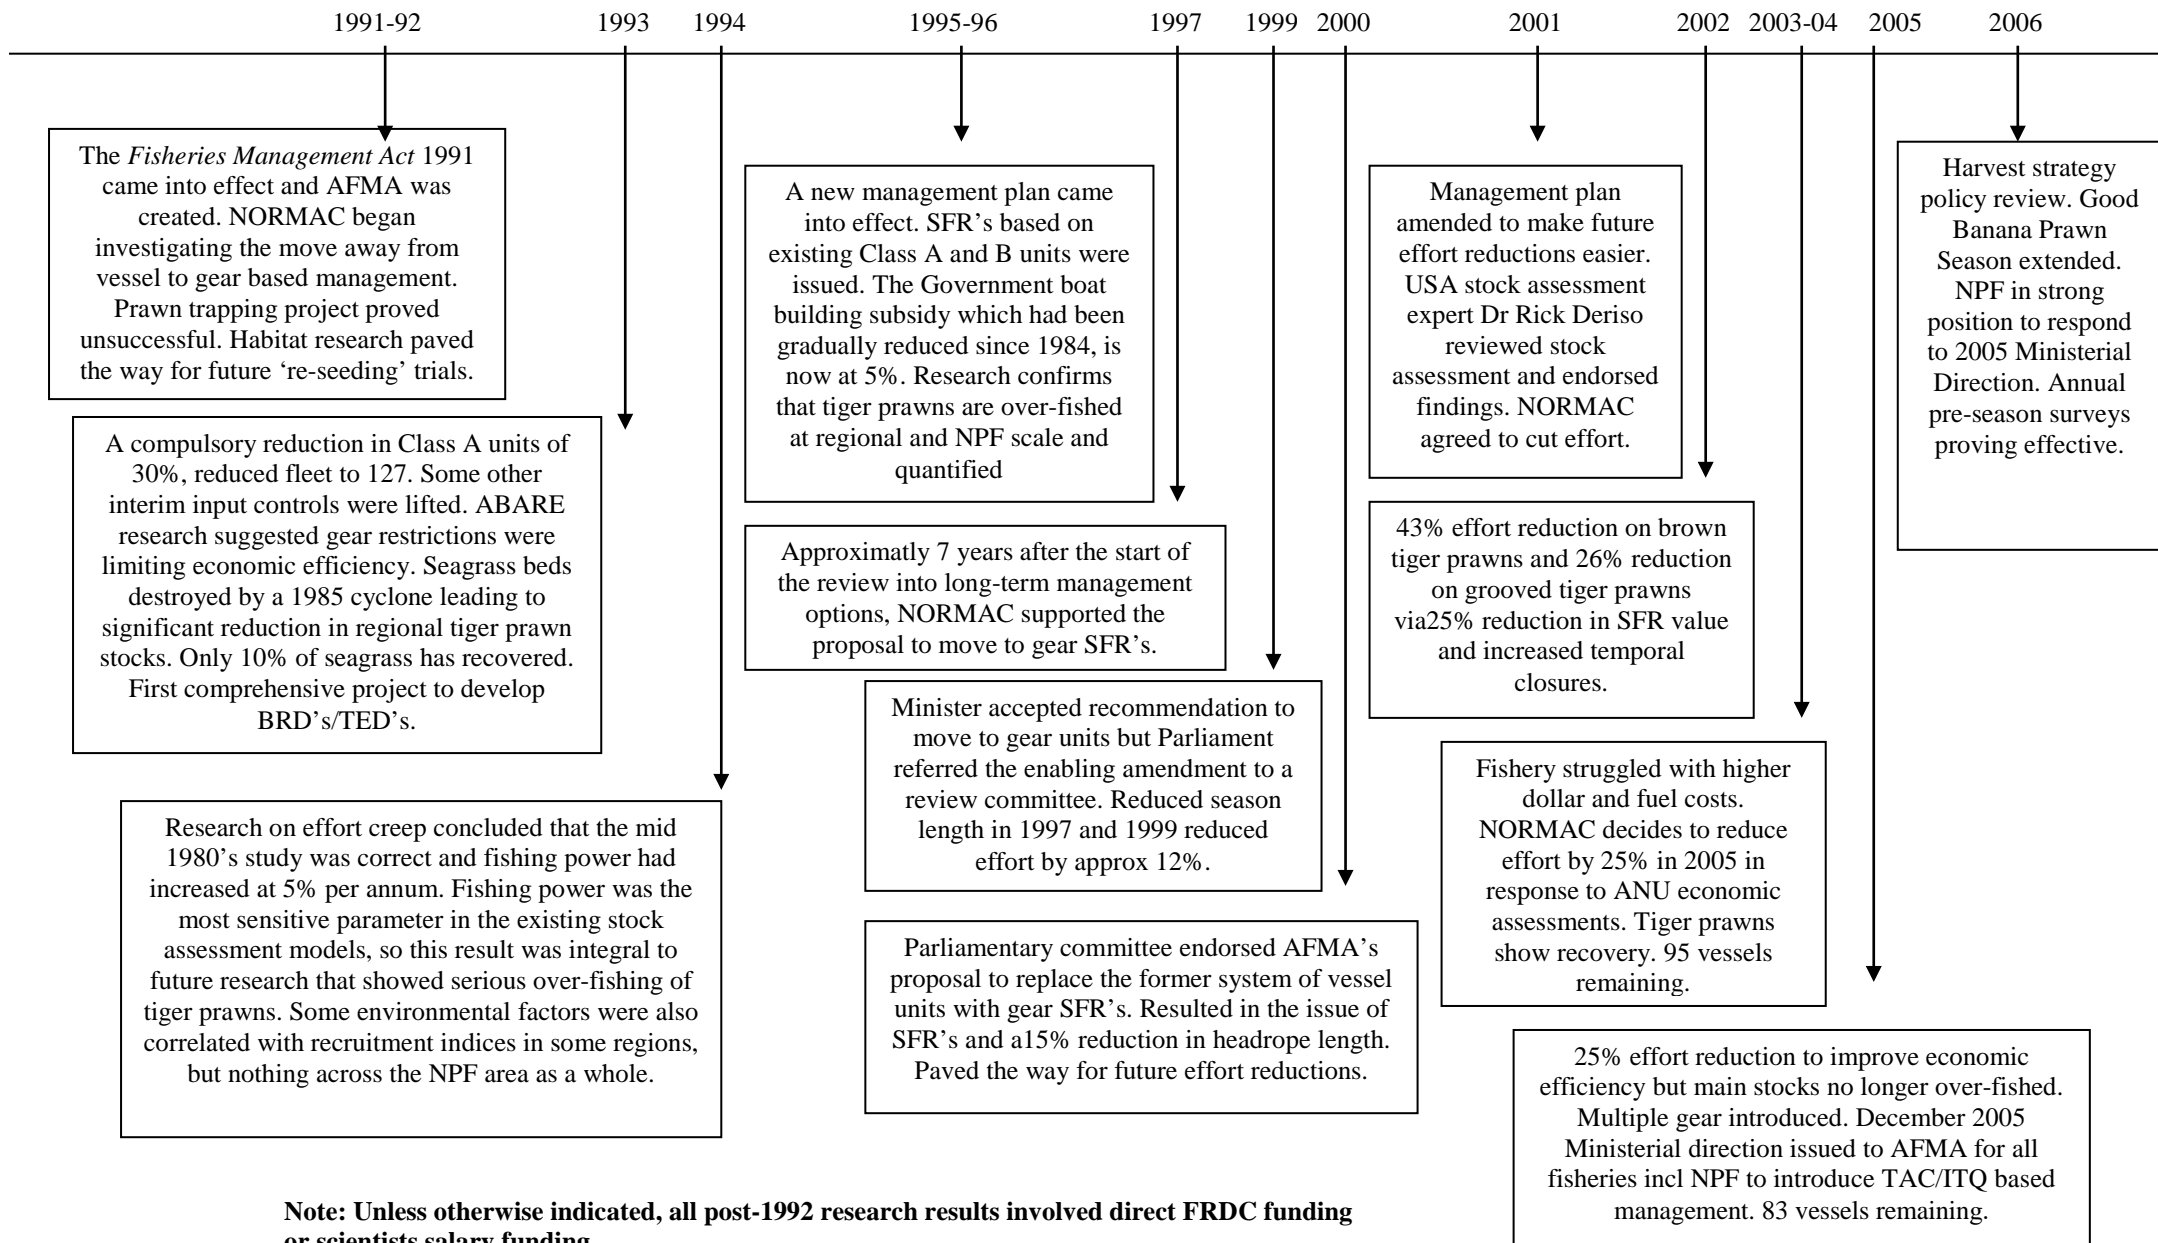 1991-92
1993
1994
1995-96
1997
1999
2000
2001
2002
2003-04
2005
2006
The Fisheries Management Act 1991
came into effect and AFMA was
created. NORMAC began
investigating the move away from
vessel to gear based management.
Prawn trapping project proved
unsuccessful. Habitat research paved
the way for future ‘re-seeding’ trials.
A compulsory reduction in Class A units of
30%, reduced fleet to 127. Some other
interim input controls were lifted. ABARE
research suggested gear restrictions were
limiting economic efficiency. Seagrass beds
destroyed by a 1985 cyclone leading to
significant reduction in regional tiger prawn
stocks. Only 10% of seagrass has recovered.
First comprehensive project to develop
BRD’s/TED’s.
Research on effort creep concluded that the mid
1980’s study was correct and fishing power had
increased at 5% per annum. Fishing power was the
most sensitive parameter in the existing stock
assessment models, so this result was integral to
future research that showed serious over-fishing of
tiger prawns. Some environmental factors were also
correlated with recruitment indices in some regions,
but nothing across the NPF area as a whole.
A new management plan came
into effect. SFR’s based on
existing Class A and B units were
issued. The Government boat
building subsidy which had been
gradually reduced since 1984, is
now at 5%. Research confirms
that tiger prawns are over-fished
at regional and NPF scale and
quantified
Approximatly 7 years after the start of
the review into long-term management
options, NORMAC supported the
proposal to move to gear SFR’s.
Minister accepted recommendation to
move to gear units but Parliament
referred the enabling amendment to a
review committee. Reduced season
length in 1997 and 1999 reduced
effort by approx 12%.
Parliamentary committee endorsed AFMA’s
proposal to replace the former system of vessel
units with gear SFR’s. Resulted in the issue of
SFR’s and a15% reduction in headrope length.
Paved the way for future effort reductions.
Management plan
amended to make future
effort reductions easier.
USA stock assessment
expert Dr Rick Deriso
reviewed stock
assessment and endorsed
findings. NORMAC
agreed to cut effort.
43% effort reduction on brown
tiger prawns and 26% reduction
on grooved tiger prawns
via25% reduction in SFR value
and increased temporal
closures.
Fishery struggled with higher
dollar and fuel costs.
NORMAC decides to reduce
effort by 25% in 2005 in
response to ANU economic
assessments. Tiger prawns
show recovery. 95 vessels
remaining.
25% effort reduction to improve economic
efficiency but main stocks no longer over-fished.
Multiple gear introduced. December 2005
Ministerial direction issued to AFMA for all
fisheries incl NPF to introduce TAC/ITQ based
management. 83 vessels remaining.
Harvest strategy
policy review. Good
Banana Prawn
Season extended.
NPF in strong
position to respond
to 2005 Ministerial
Direction. Annual
pre-season surveys
proving effective.
Note: Unless otherwise indicated, all post-1992 research results involved direct FRDC funding
or scientists salary funding